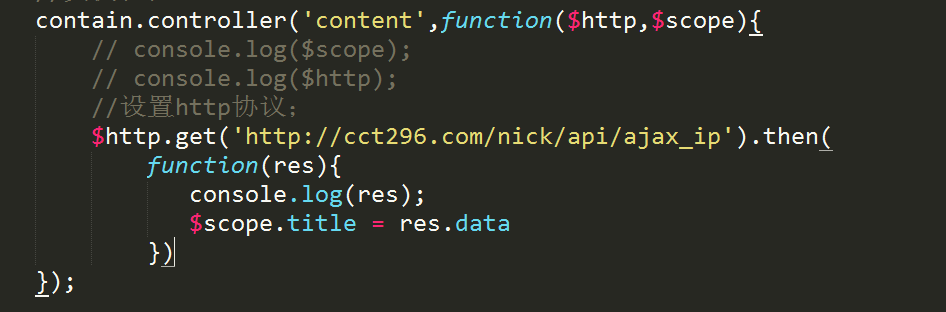 contain.controller('content',function($http,$scope){
// console.log($scope);
// console.log($http);
//设置http协议；
$http.get('http://cct296.com/nick/api/ajax_ip').then(
function(res){
console.log(res);
$scope.title = res.data
})
});